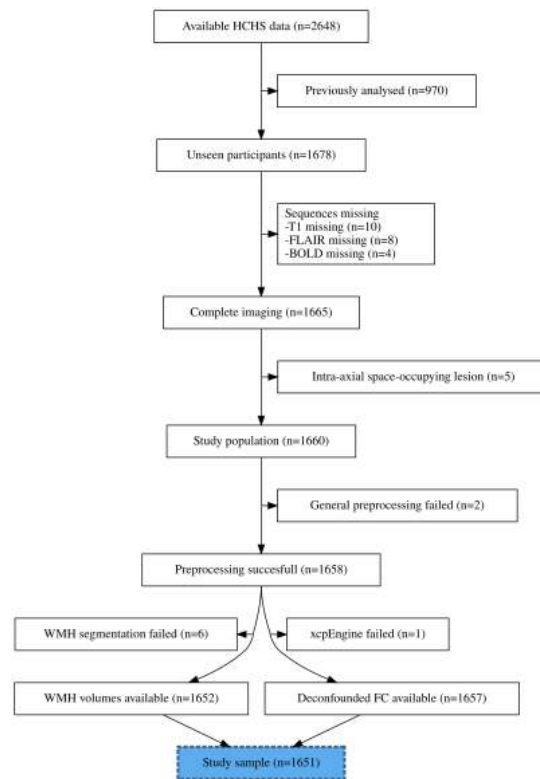 Available HCHS data (n=2648)
Previously analysed (n=970)
Unseen participants (n=1678)
Sequences missing
-T1 missing (n=10)
-FLAIR missing (n=8)
-BOLD missing (n=4)
Complete imaging (n=1665)
Intra-axial space-occupying lesion (n=5)
Study population (n=1660)
General preprocessing failed (n=2)
Preprocessing succesfull (n=1658)
WMH segmentation failed (n=6)
xcpEngine failed (n=1)
WMH volumes available (n=1652)
Deconfounded FC available (n=1657)
Study sample (n=1651)